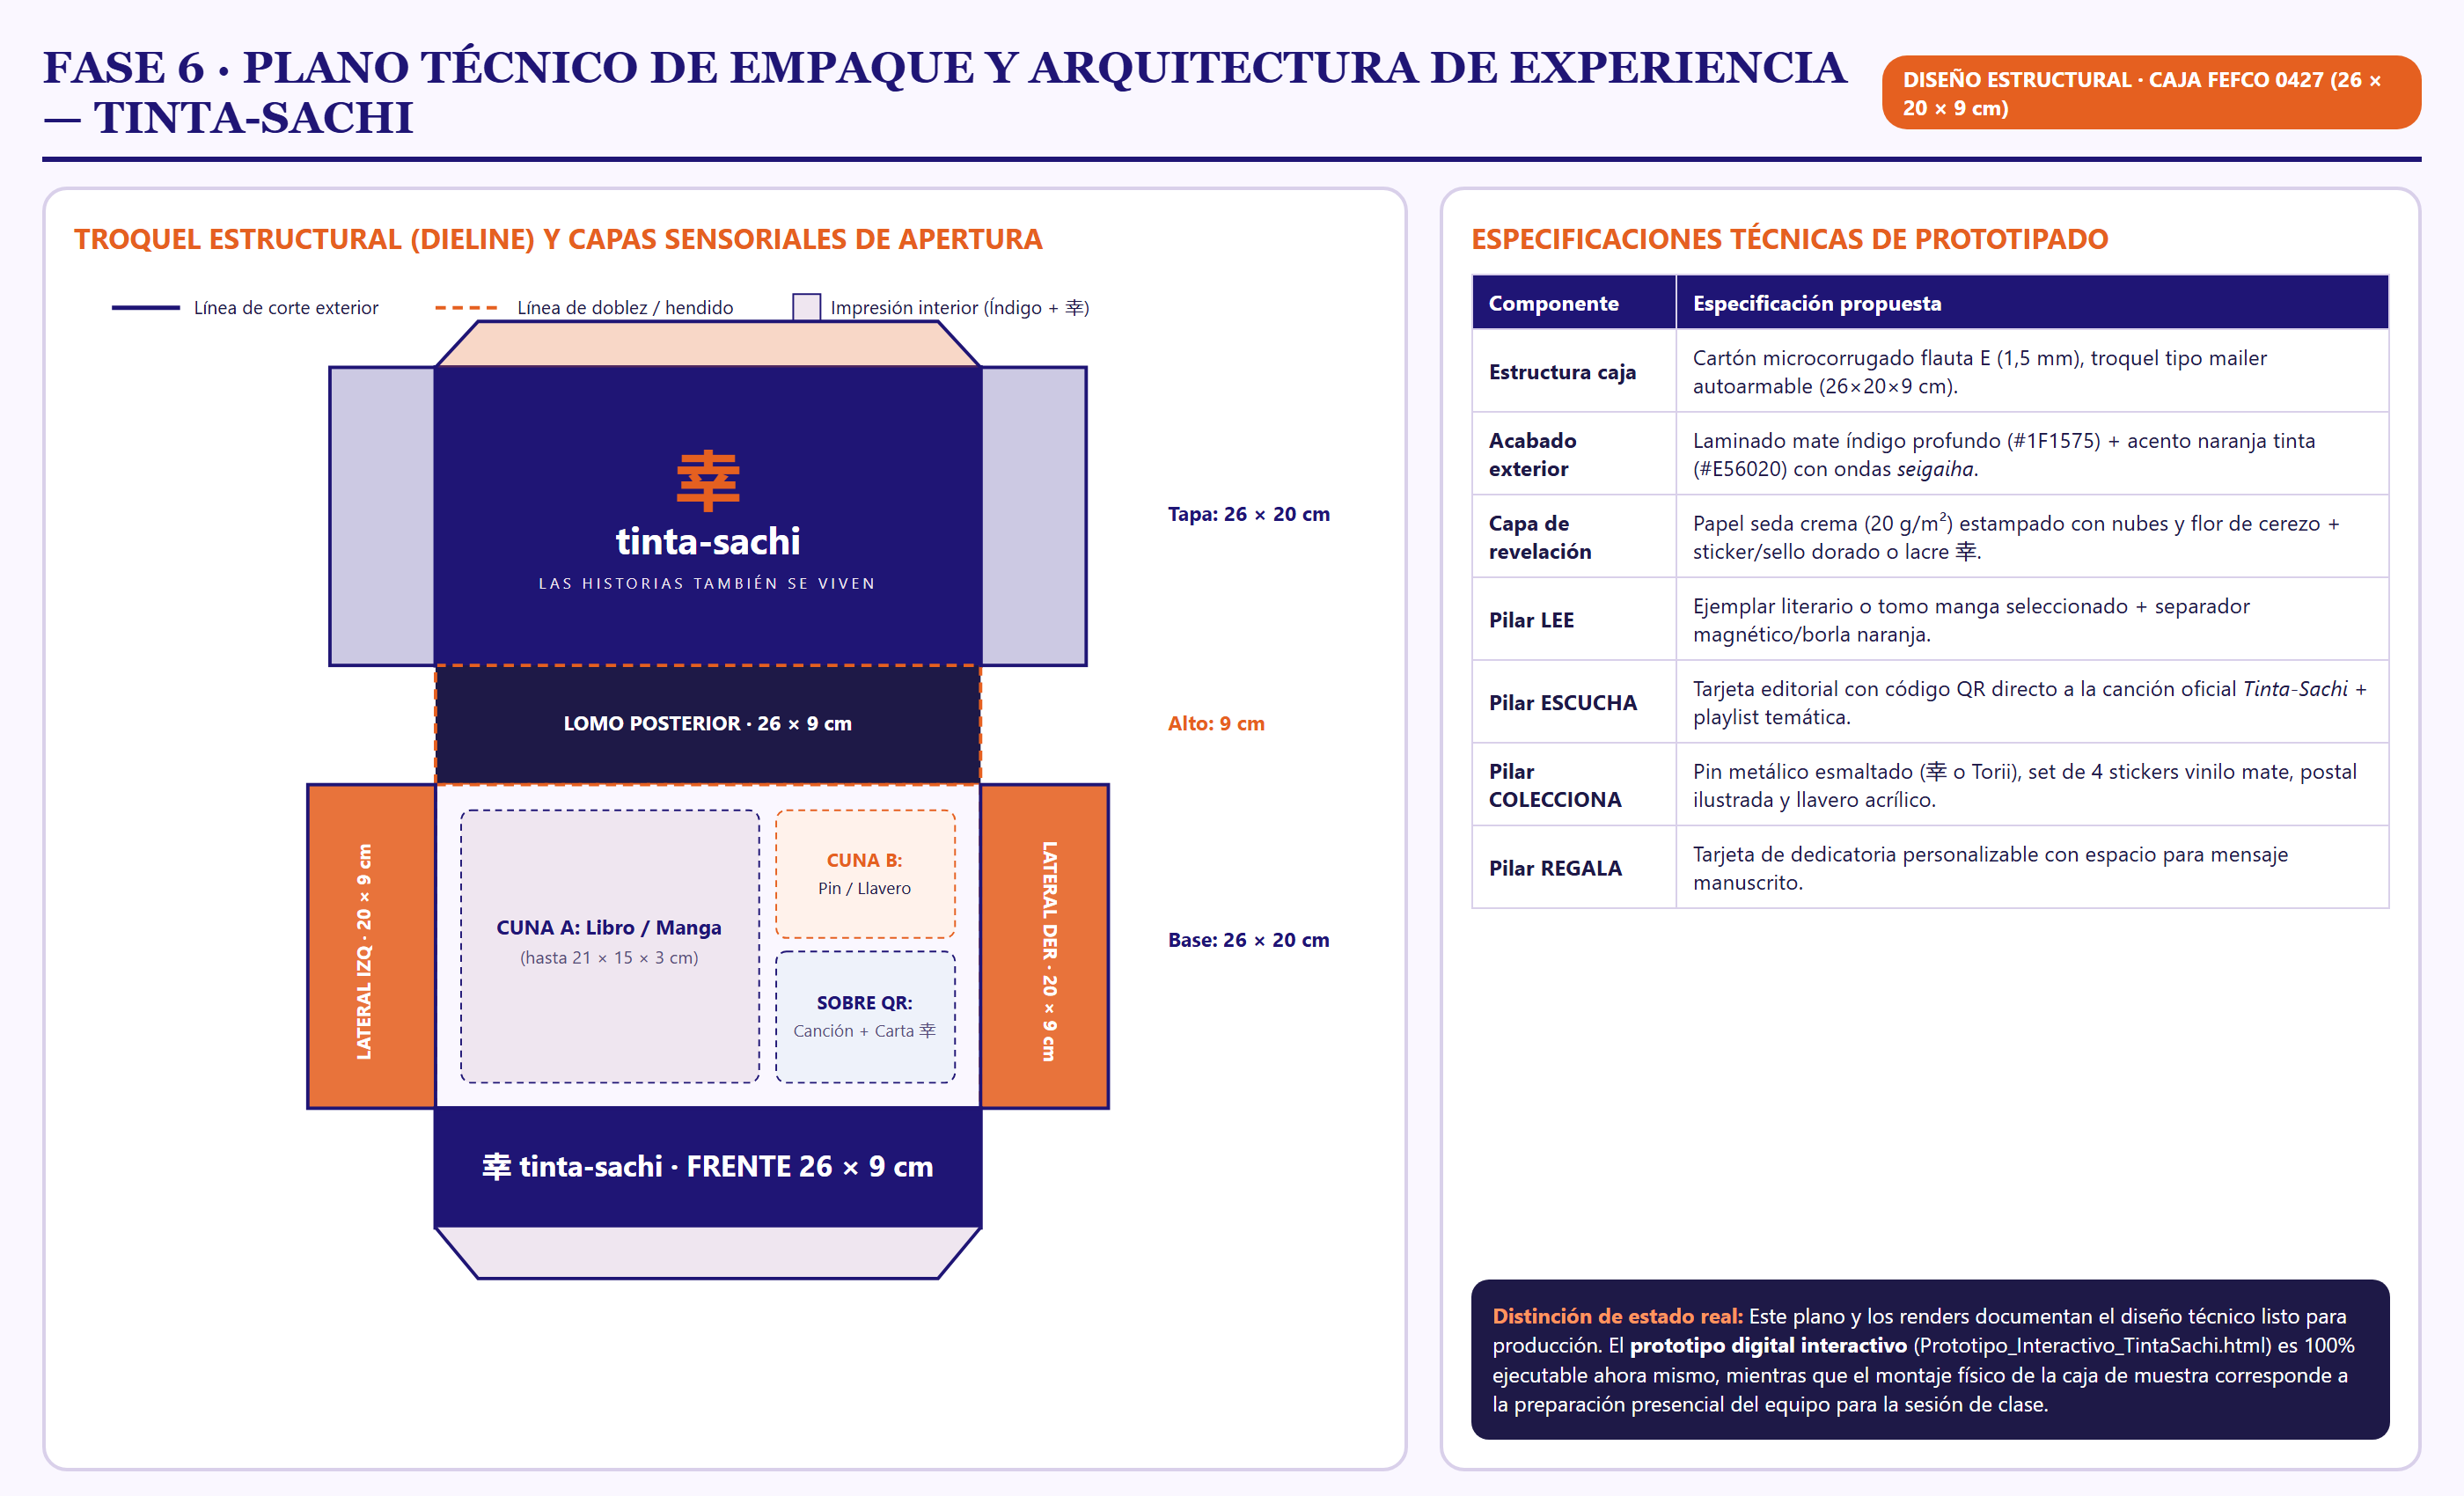 FASE 6 · PLANO TÉCNICO DE EMPAQUE Y ARQUITECTURA DE EXPERIENCIA
— TINTA-SACHI
DISEÑO ESTRUCTURAL · CAJA FEFCO 0427 (26 ×
20 × 9 cm)
TROQUEL ESTRUCTURAL (DIELINE) Y CAPAS SENSORIALES DE APERTURA
Línea de corte exterior
Línea de doblez / hendido
Impresión interior (Índigo + 幸)
幸
tinta-sachi
LAS HISTORIAS TAMBIÉN SE VIVEN
Tapa: 26 × 20 cm
LOMO POSTERIOR · 26 × 9 cm
Alto: 9 cm
LATERAL IZQ · 20 × 9 cm
CUNA A: Libro / Manga
(hasta 21 × 15 × 3 cm)
CUNA B:
Pin / Llavero
SOBRE QR:
Canción + Carta 幸
LATERAL DER · 20 × 9 cm
Base: 26 × 20 cm
幸 tinta-sachi · FRENTE 26 × 9 cm
ESPECIFICACIONES TÉCNICAS DE PROTOTIPADO
Componente
Especificación propuesta
Estructura caja
Cartón microcorrugado flauta E (1,5 mm), troquel tipo mailer
autoarmable (26×20×9 cm).
Acabado
exterior
Laminado mate índigo profundo (#1F1575) + acento naranja tinta
(#E56020) con ondas seigaiha.
Capa de
revelación
Papel seda crema (20 g/m²) estampado con nubes y flor de cerezo +
sticker/sello dorado o lacre 幸.
Pilar LEE
Ejemplar literario o tomo manga seleccionado + separador
magnético/borla naranja.
Pilar ESCUCHA
Tarjeta editorial con código QR directo a la canción oficial Tinta-Sachi +
playlist temática.
Pilar
COLECCIONA
Pin metálico esmaltado (幸 o Torii), set de 4 stickers vinilo mate, postal
ilustrada y llavero acrílico.
Pilar REGALA
Tarjeta de dedicatoria personalizable con espacio para mensaje
manuscrito.
Distinción de estado real: Este plano y los renders documentan el diseño técnico listo para
producción. El prototipo digital interactivo (Prototipo_Interactivo_TintaSachi.html) es 100%
ejecutable ahora mismo, mientras que el montaje físico de la caja de muestra corresponde a
la preparación presencial del equipo para la sesión de clase.